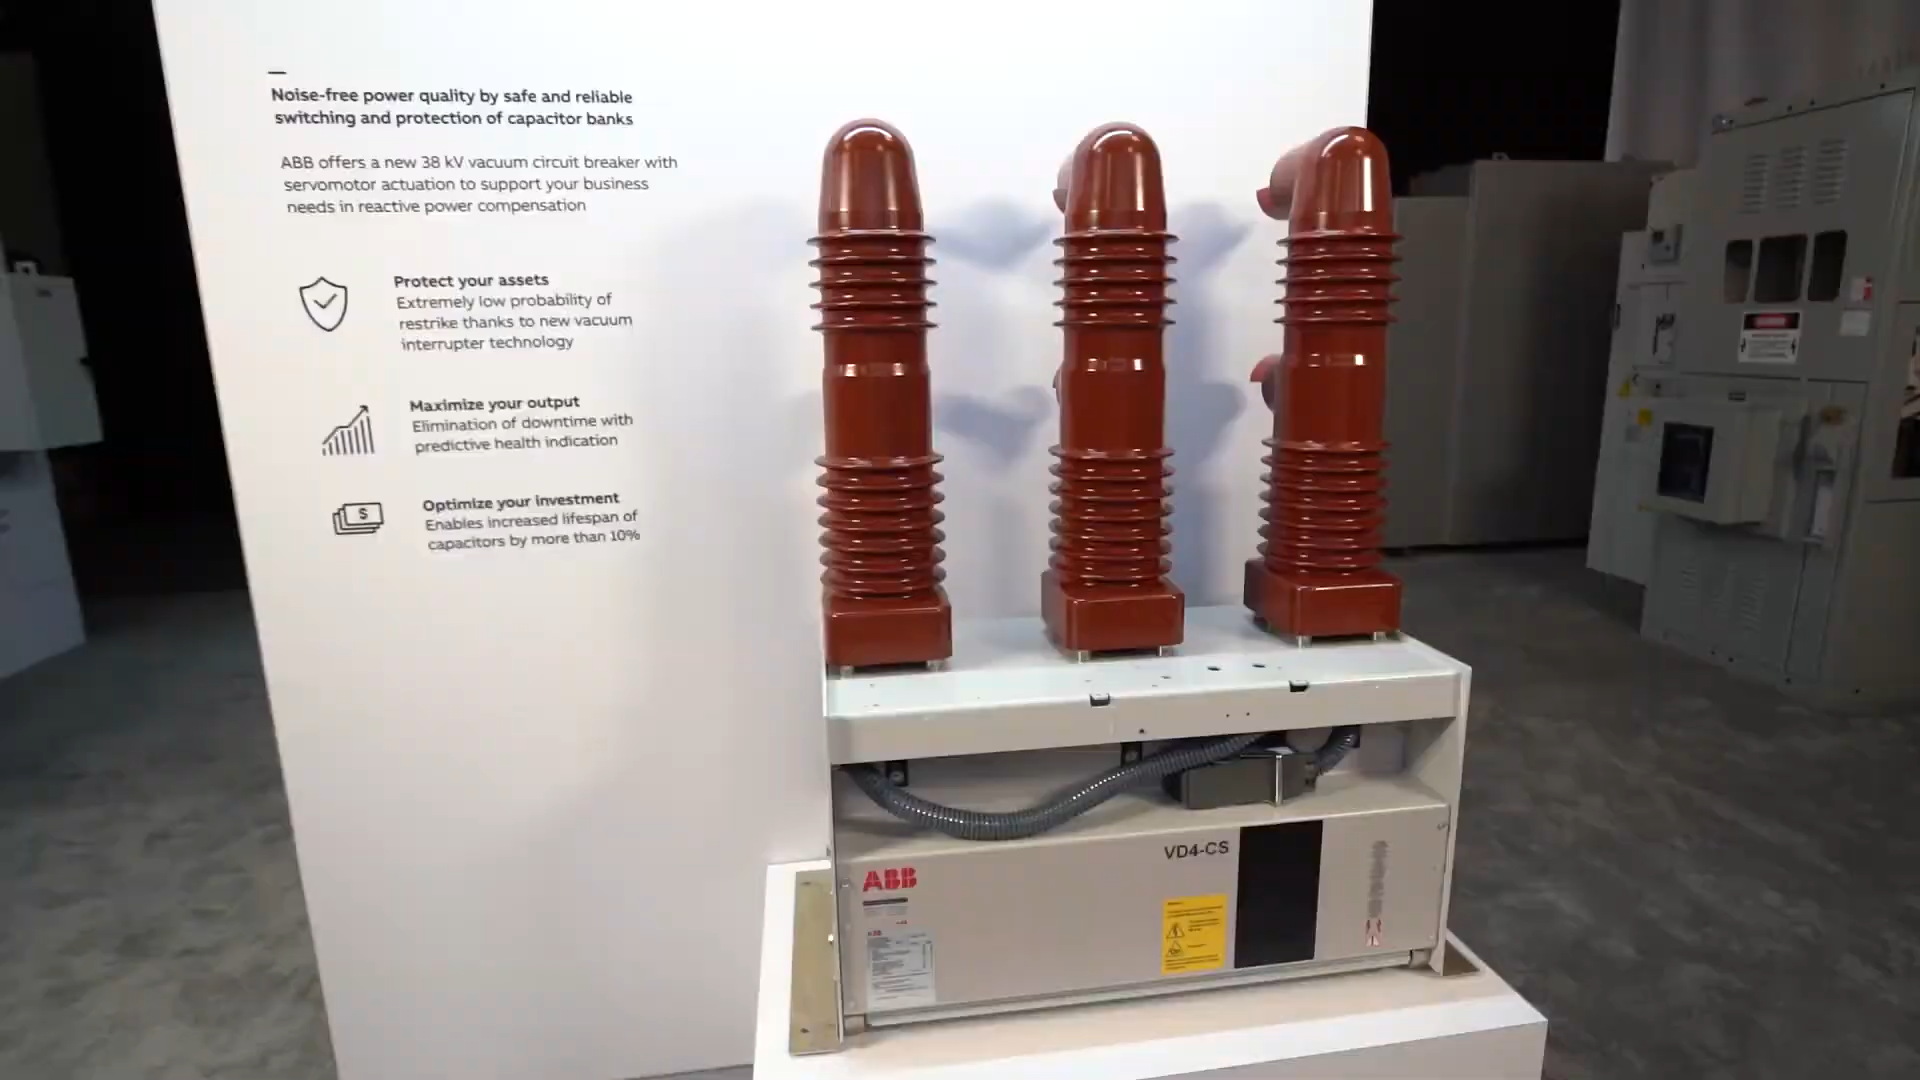 Noise-free power quality by safe and reliable
switching and protection of capacitor banks
ABB offers a new 38 kV vacuum circuit breaker with
servomotor actuation to support your business
needs in reactive power compensation
Protect your assets
Extremely low probability of
restrike thanks to new vacuum
interrupter technology
Maximize your output
Elimination of downtime with
predictive health indication
$
Optimize your investment
Enables increased lifespan of
capacitors by more than 10%
VD4-CS
ABB